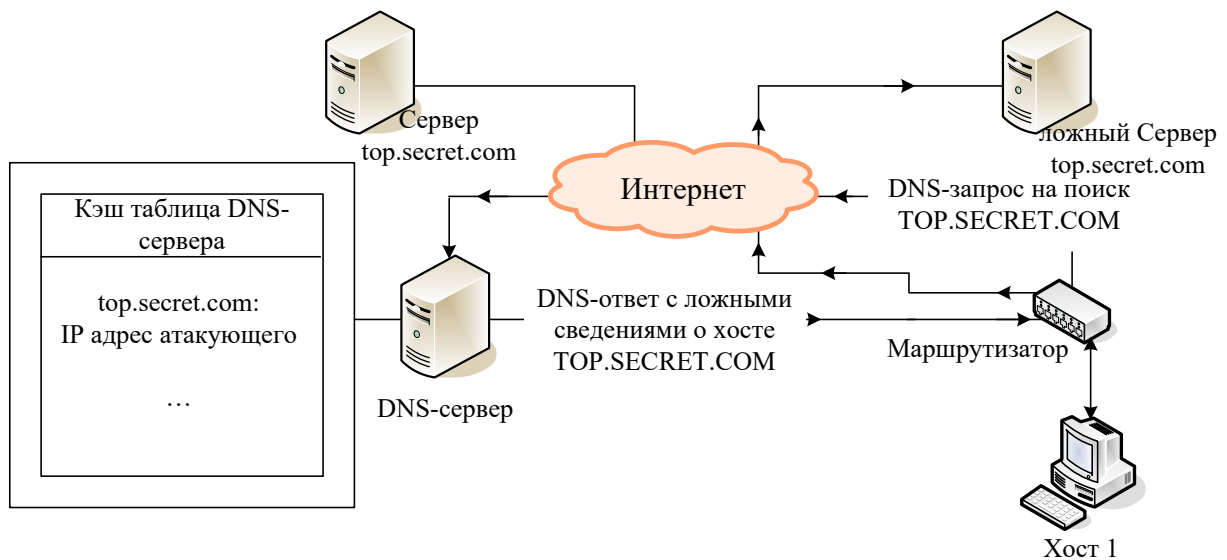 Сервер
top.secret.com
ложный Сервер
top.secret.com
Интернет
DNS-запрос на поиск
TOP.SECRET.COM
Кэш таблица DNS-
сервера
top.secret.com:
IP адрес атакующего
…
DNS-ответ с ложными
сведениями о хосте
TOP.SECRET.COM
Маршрутизатор
DNS-сервер
Хост 1